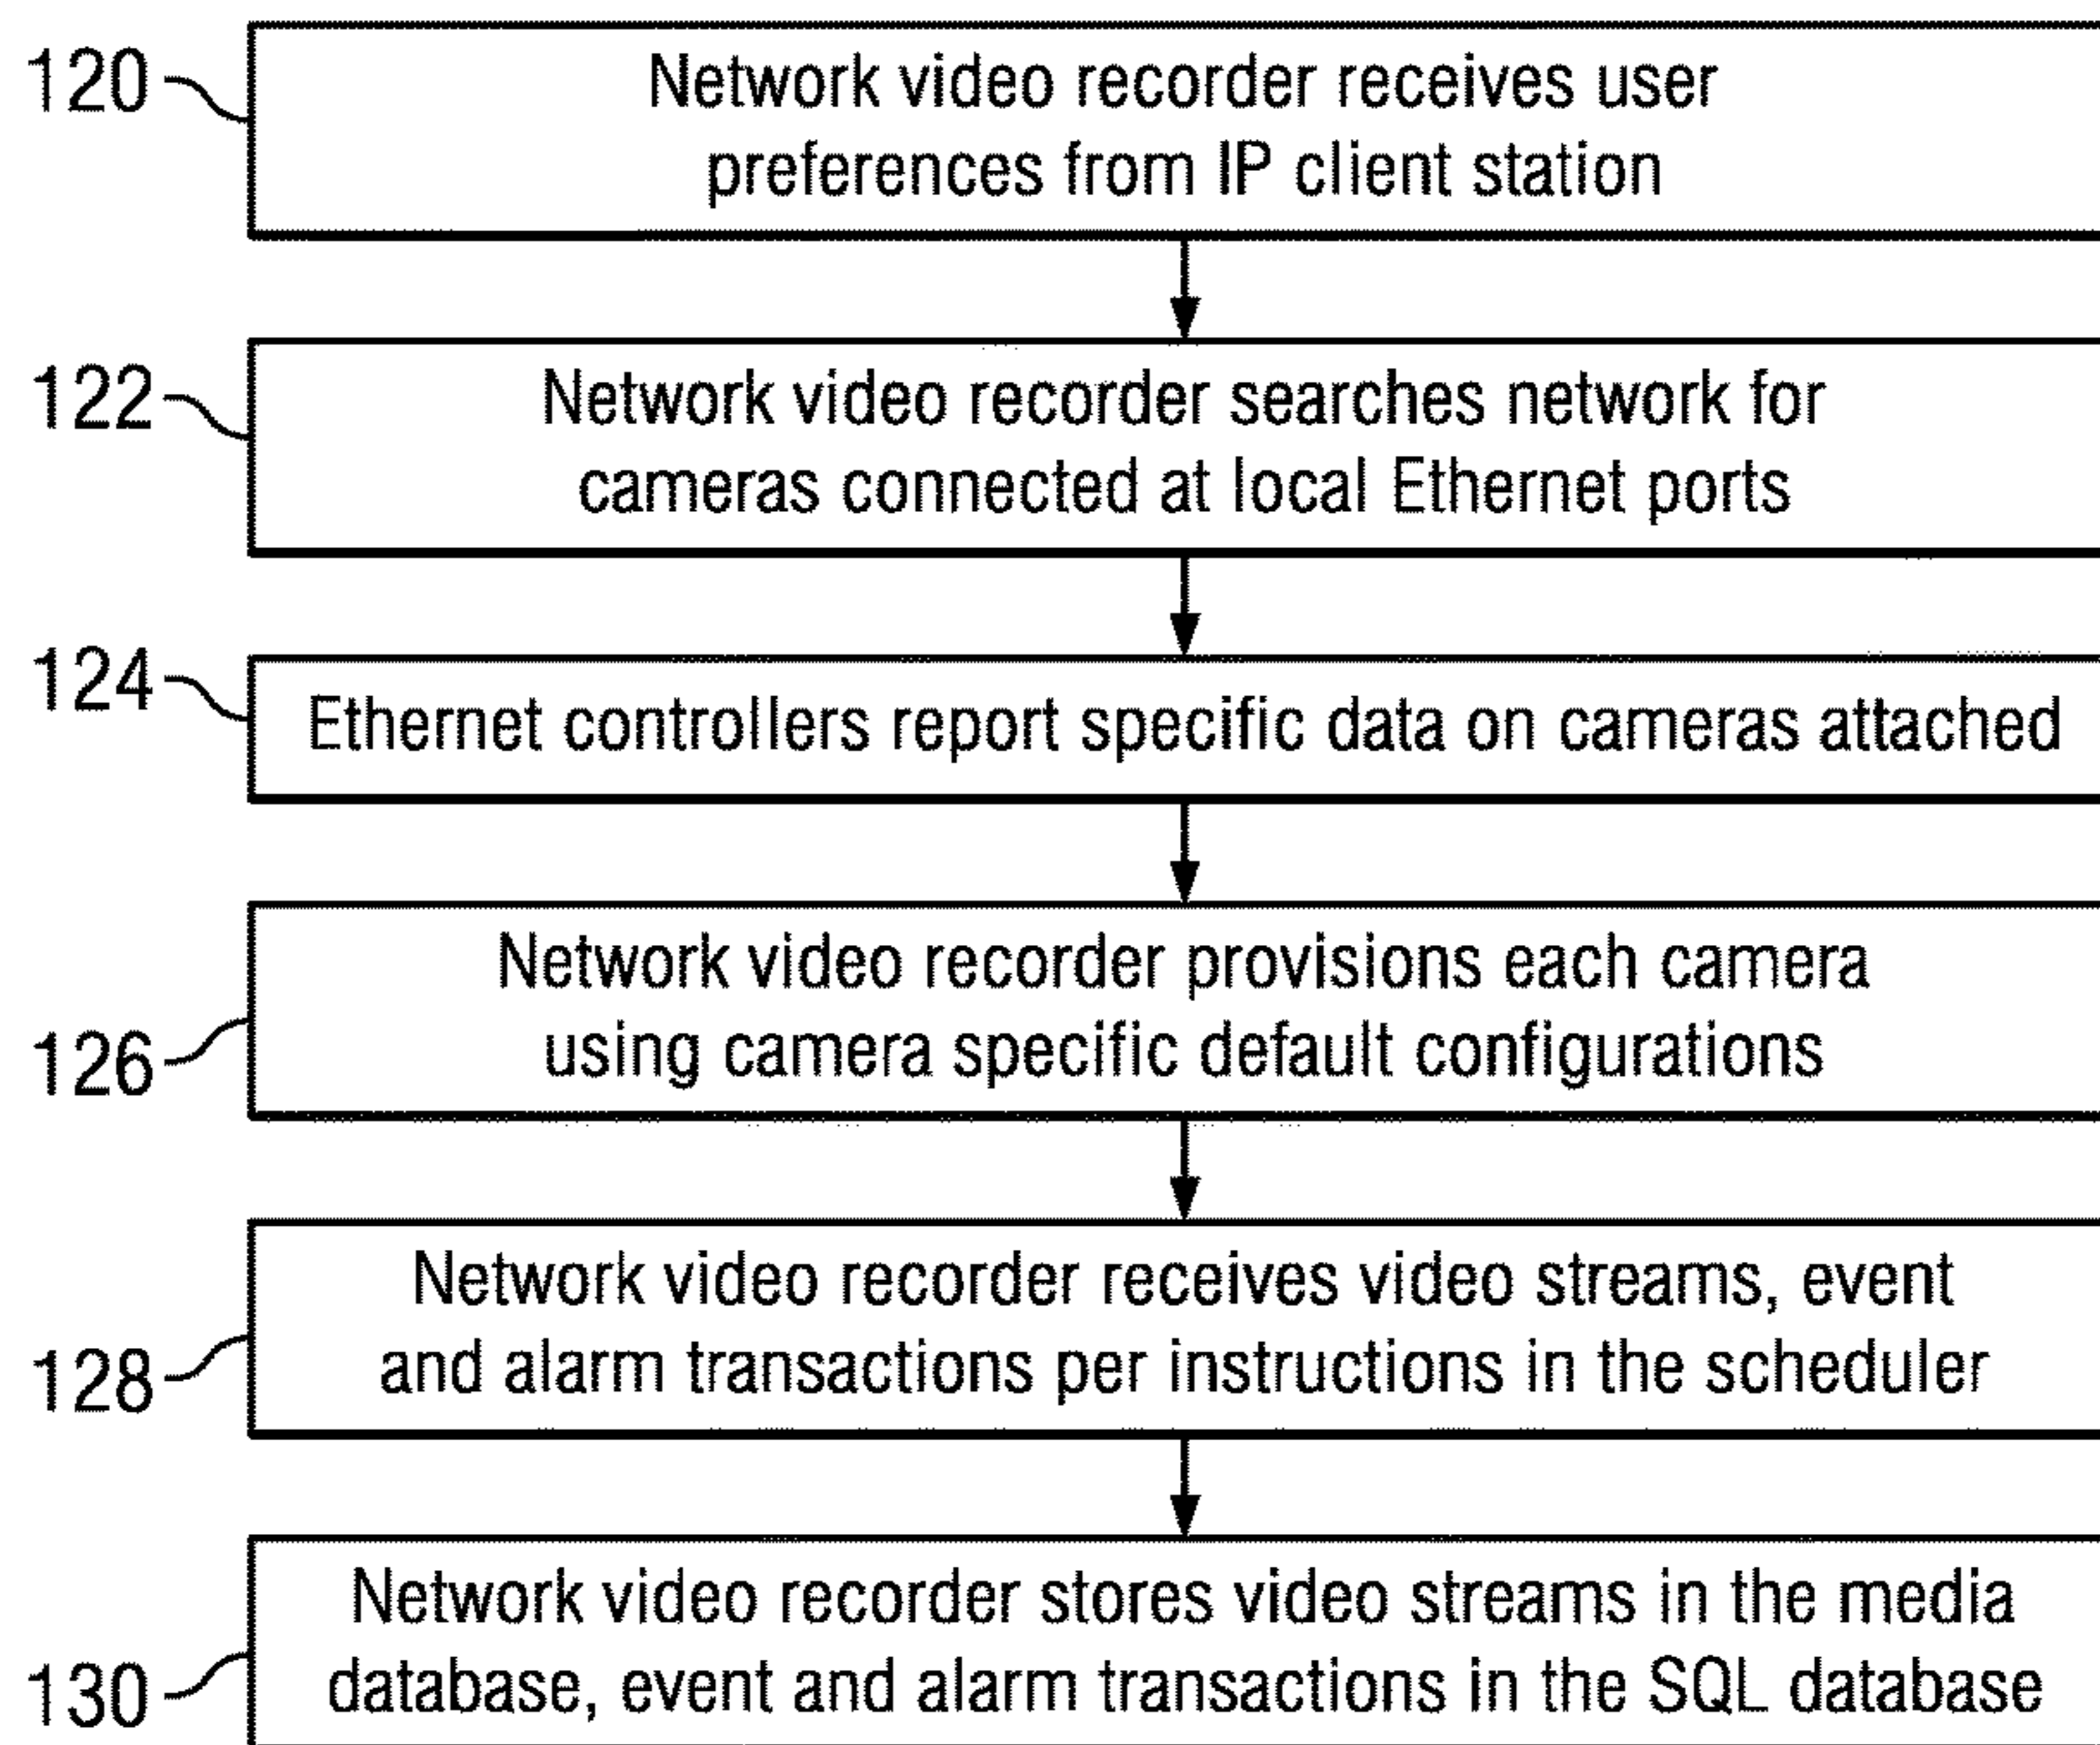 120
Network video recorder receives user
preferences from IP client station
122
Network video recorder searches network for
cameras connected at local Ethernet ports
124
Ethernet controllers report specific data on cameras attached
Network video recorder provisions each camera
using camera specific default configurations
126
Network video recorder receives video streams, event
and alarm transactions per instructions in the scheduler
128
Network video recorder stores video streams in the media
database, event and alarm transactions in the SQL database
130